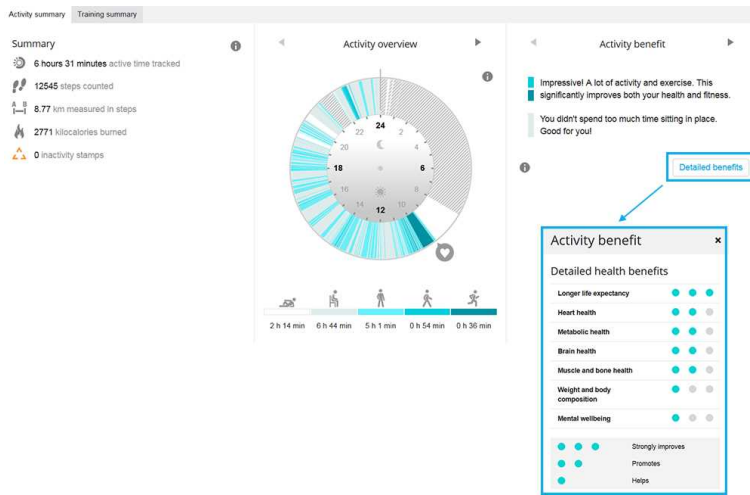 Activity summary
Training summary
Summary
6 hours 31 minutes active time tracked
12545 steps counted
A B
8.77 km measured in steps
2771 kilocalories burned
0 inactivity stamps
Activity overview
24
2
4
6
8
10
12
14
16
18
20
22
2 h 14 min
6 h 44 min
5 h 1 min
0 h 54 min
0 h 36 min
Activity benefit
Impressive! A lot of activity and exercise. This
significantly improves both your health and fitness.
You didn't spend too much time sitting in place.
Good for you!
Detailed benefits
Activity benefit
×
Detailed health benefits
Longer life expectancy
Heart health
Metabolic health
Brain health
Muscle and bone health
Weight and body
composition
Mental wellbeing
Strongly improves
Promotes
Helps